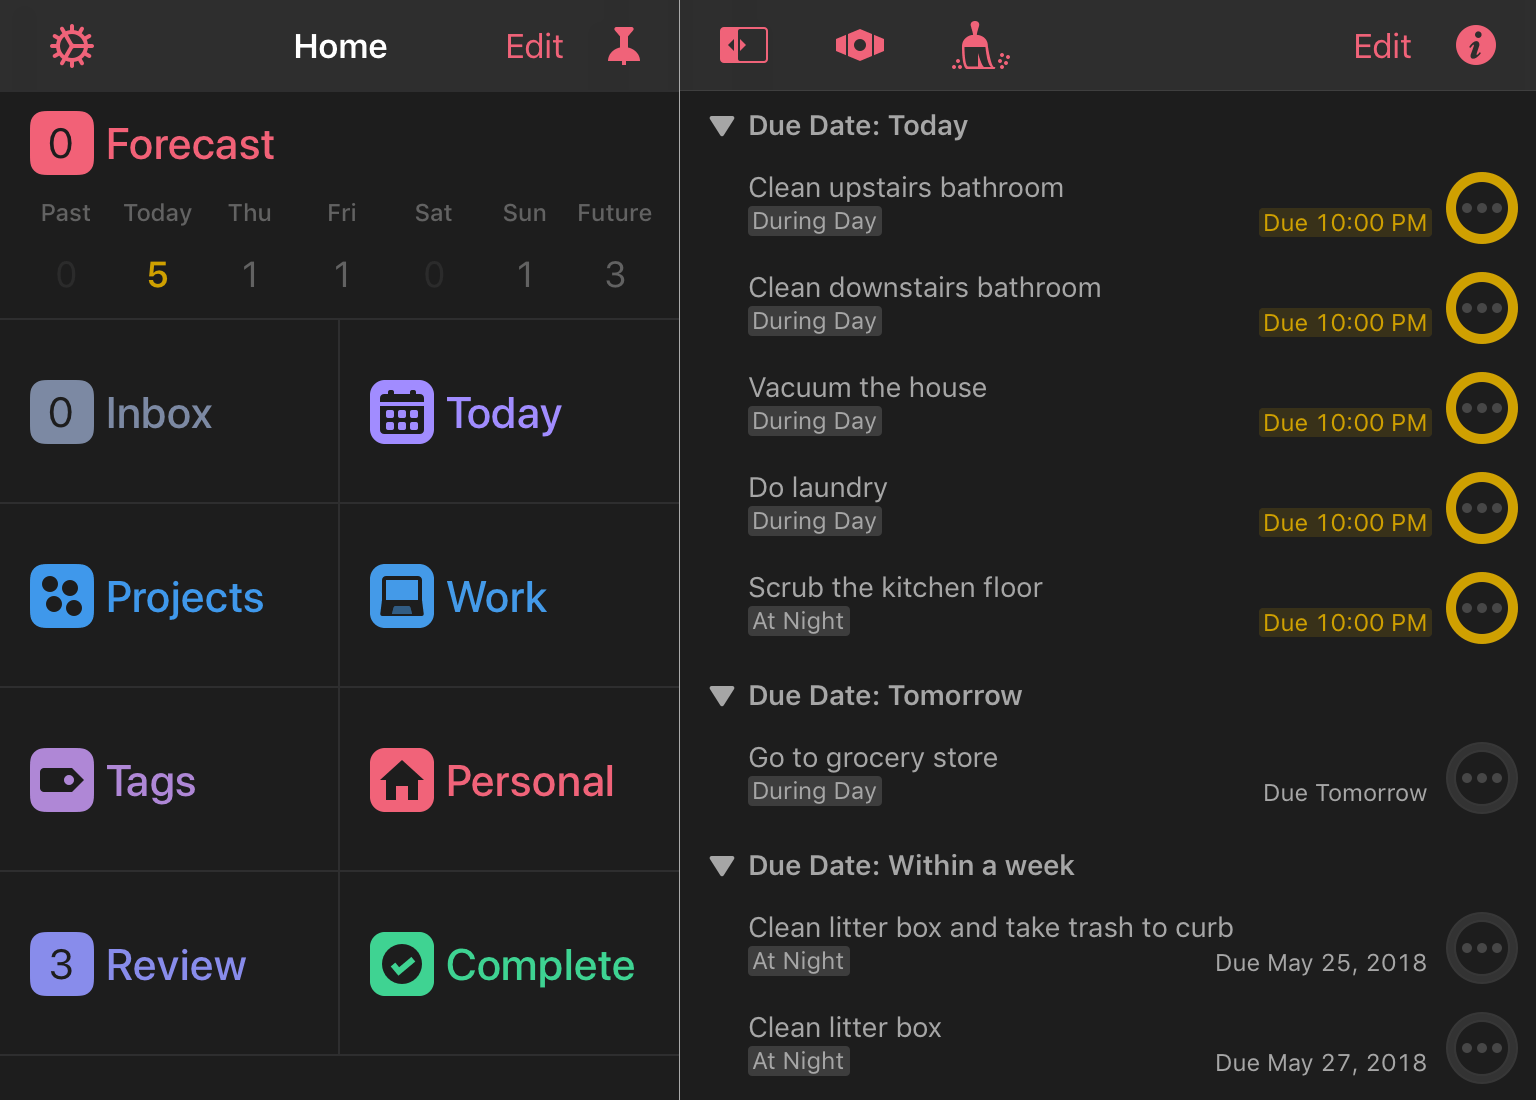 Home
Edit
0 Forecast
Past Today Thu Fri Sat Sun Future
0 5 1 1 0 1 3
0 Inbox
Today
Projects
Work
Tags
Personal
3 Review
Complete
Edit
i
Due Date: Today
Clean upstairs bathroom
During Day
Due 10:00 PM
Clean downstairs bathroom
During Day
Due 10:00 PM
Vacuum the house
During Day
Due 10:00 PM
Do laundry
During Day
Due 10:00 PM
Scrub the kitchen floor
At Night
Due 10:00 PM
Due Date: Tomorrow
Go to grocery store
During Day
Due Tomorrow
Due Date: Within a week
Clean litter box and take trash to curb
At Night
Due May 25, 2018
Clean litter box
At Night
Due May 27, 2018